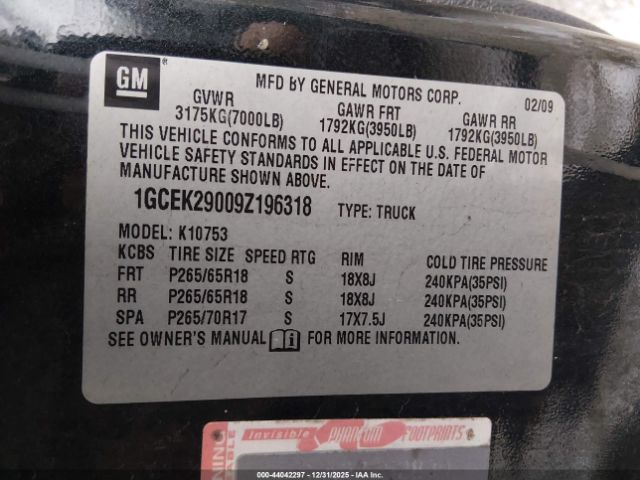 GM
MFD BY GENERAL MOTORS CORP. 02/09
GVWR GAWR FRT GAWR RR
3175KG(7000LB) 1792KG(3950LB) 1792KG(3950LB)
THIS VEHICLE CONFORMS TO ALL APPLICABLE U.S. FEDERAL MOTOR
VEHICLE SAFETY STANDARDS IN EFFECT ON THE DATE OF
MANUFACTURE SHOWN ABOVE.
1GCEK29009Z196318 TYPE: TRUCK
MODEL: K10753
KCBS TIRE SIZE SPEED RTG RIM COLD TIRE PRESSURE
FRT P265/65R18 S 18X8J 240KPA(35PSI)
RR P265/65R18 S 18X8J 240KPA(35PSI)
SPA P265/70R17 S 17X7.5J 240KPA(35PSI)
SEE OWNER'S MANUAL FOR MORE INFORMATION.
Invisible PHANTOM FOOTPRINTS
000-44042297 - 12/31/2025 - IAA Inc.